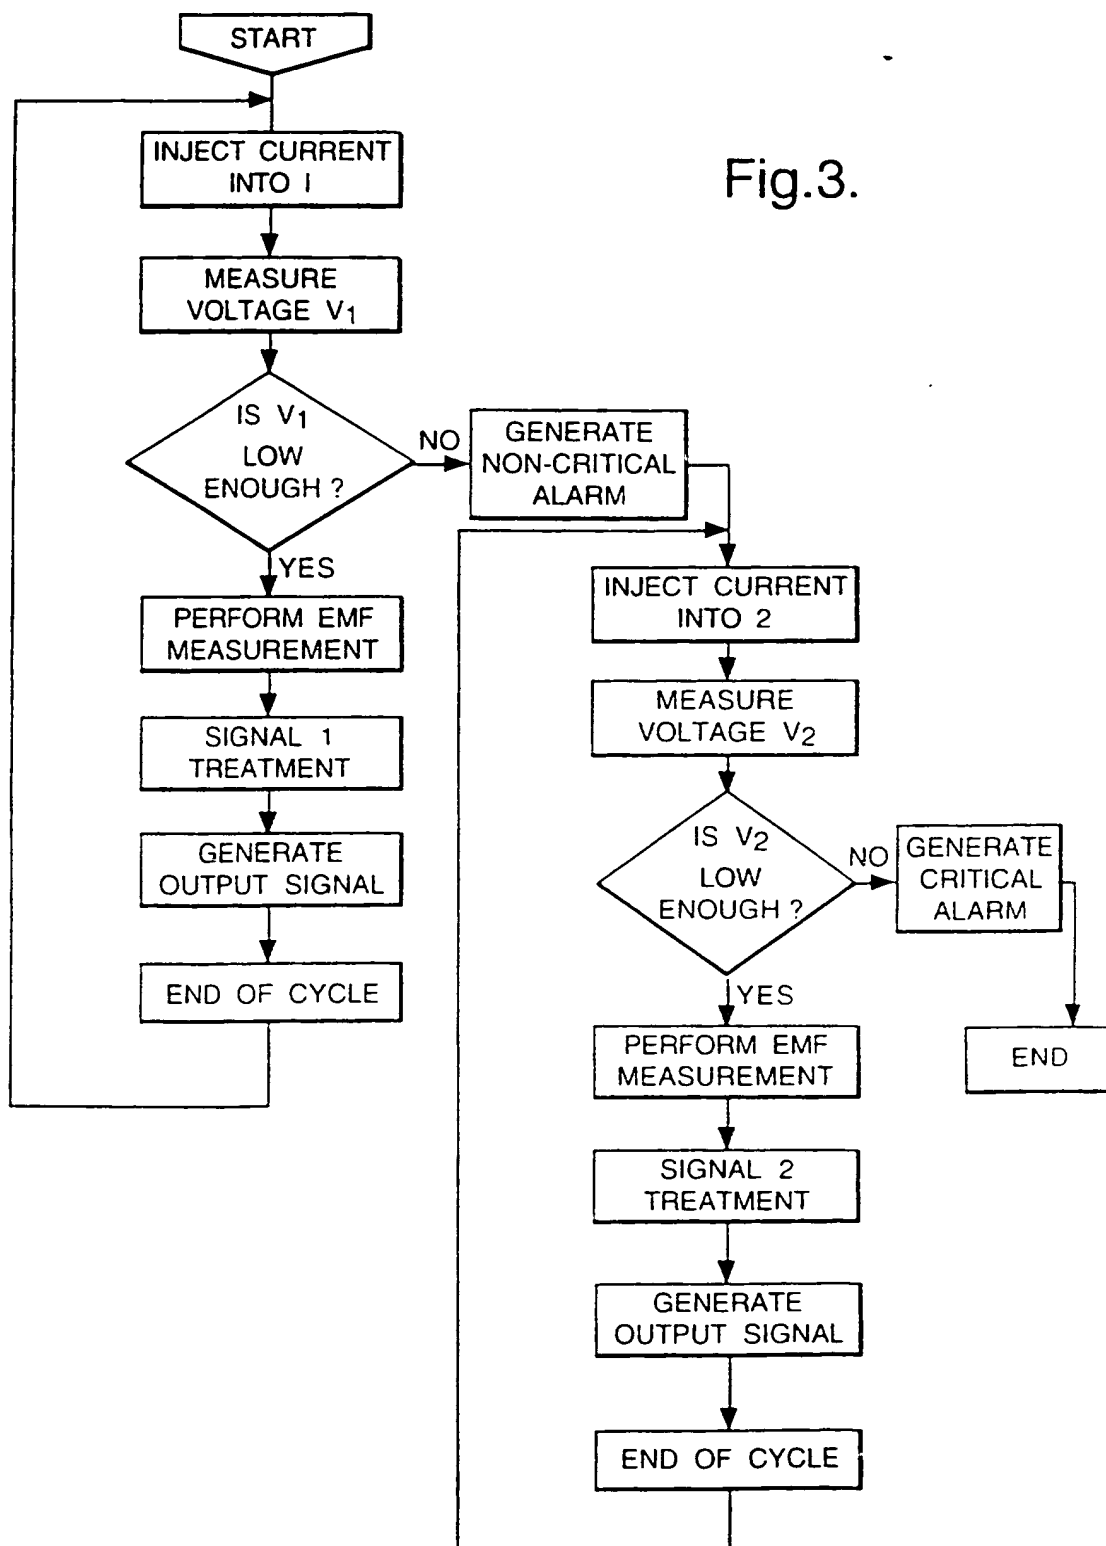 START
INJECT CURRENT
INTO 1
Fig.3.
MEASURE
VOLTAGE V1
IS V1
LOW
ENOUGH?
NO
GENERATE
NON-CRITICAL
ALARM
YES
PERFORM EMF
MEASUREMENT
SIGNAL 1
TREATMENT
GENERATE
OUTPUT SIGNAL
END OF CYCLE
INJECT CURRENT
INTO 2
MEASURE
VOLTAGE V2
IS V2
LOW
ENOUGH?
NO
GENERATE
CRITICAL
ALARM
END
YES
PERFORM EMF
MEASUREMENT
SIGNAL 2
TREATMENT
GENERATE
OUTPUT SIGNAL
END OF CYCLE